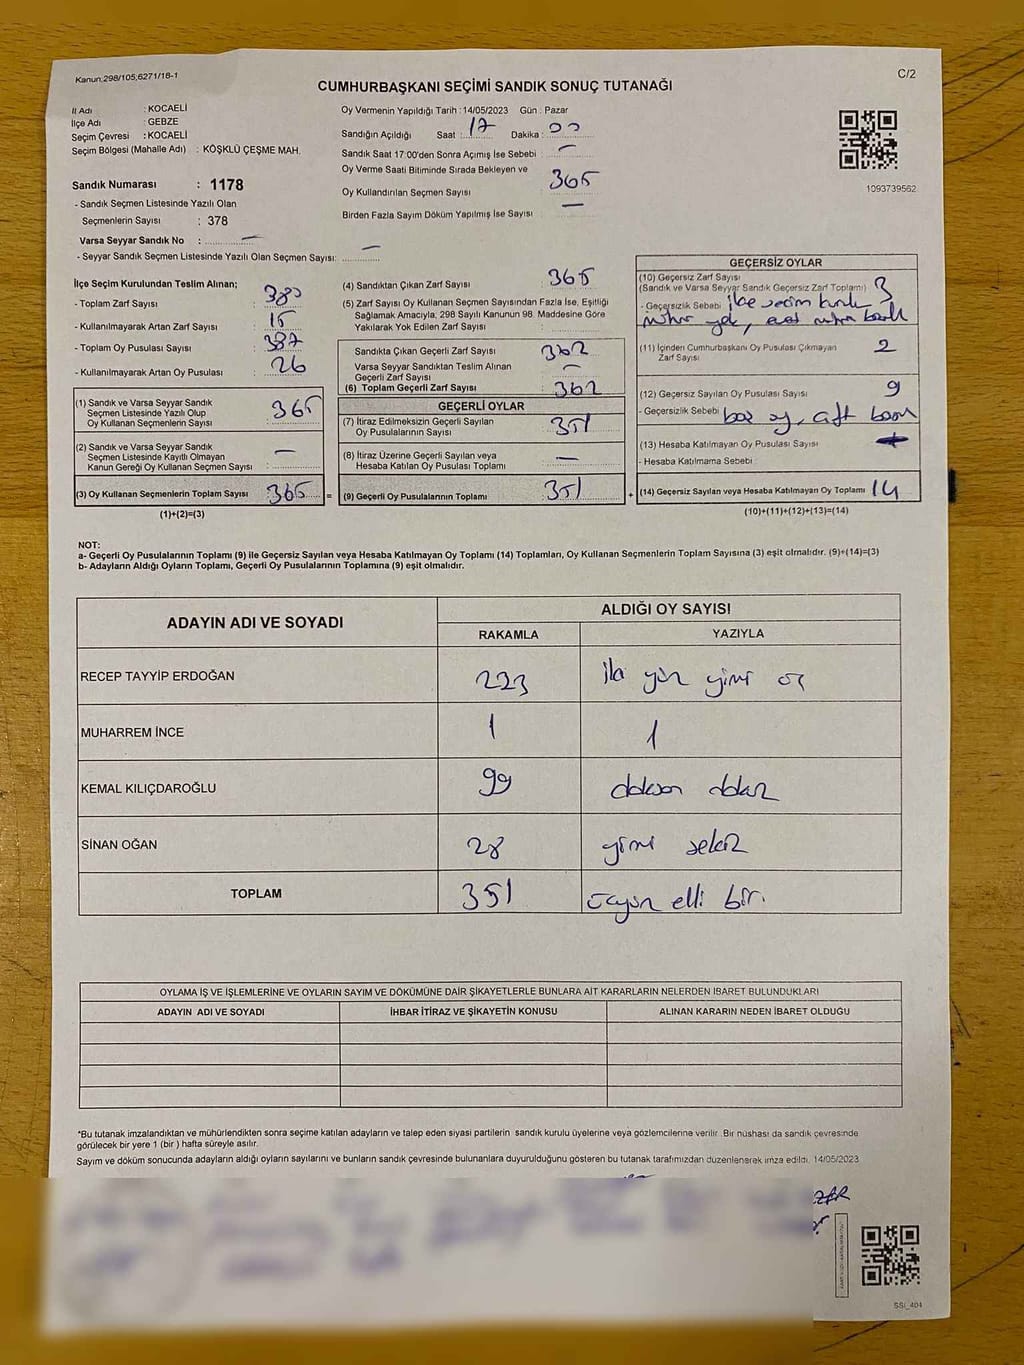 Kanun:298/105;6271/18-1
C/2
CUMHURBAŞKANI SEÇİMİ SANDIK SONUÇ TUTANAĞI
İl Adı : KOCAELİ
İlçe Adı : GEBZE
Seçim Çevresi : KOCAELİ
Seçim Bölgesi (Mahalle Adı) : KÖŞKLÜ ÇEŞME MAH.
Sandık Numarası : 1178
- Sandık Seçmen Listesinde Yazılı Olan
Seçmenlerin Sayısı : 378
Varsa Seyyar Sandık No : —
- Seyyar Sandık Seçmen Listesinde Yazılı Olan Seçmen Sayısı: —
Oy Vermenin Yapıldığı Tarih : 14/05/2023 Gün : Pazar
Sandığın Açıldığı Saat : 17 Dakika : 00
Sandık Saat 17:00'den Sonra Açımış İse Sebebi : —
Oy Verme Saati Bitiminde Sırada Bekleyen ve
Oy Kullandırılan Seçmen Sayısı : 365
Birden Fazla Sayım Döküm Yapılmış İse Sayısı : —
1093739562
İlçe Seçim Kurulundan Teslim Alınan;
- Toplam Zarf Sayısı : 380
- Kullanılmayarak Artan Zarf Sayısı : 15
- Toplam Oy Pusulası Sayısı : 387
- Kullanılmayarak Artan Oy Pusulası : 26
(1) Sandık ve Varsa Seyyar Sandık
Seçmen Listesinde Yazılı Olup
Oy Kullanan Seçmenlerin Sayısı : 365
(2) Sandık ve Varsa Seyyar Sandık
Seçmen Listesinde Kayıtlı Olmayan
Kanun Gereği Oy Kullanan Seçmen Sayısı : —
(3) Oy Kullanan Seçmenlerin Toplam Sayısı : 365 =
(1)+(2)=(3)
(4) Sandıktan Çıkan Zarf Sayısı : 365
(5) Zarf Sayısı Oy Kullanan Seçmen Sayısından Fazla İse, Eşitliği
Sağlamak Amacıyla, 298 Sayılı Kanunun 98. Maddesine Göre
Yakılarak Yok Edilen Zarf Sayısı :
Sandıkta Çıkan Geçerli Zarf Sayısı 362
Varsa Seyyar Sandıktan Teslim Alınan
Geçerli Zarf Sayısı —
(6) Toplam Geçerli Zarf Sayısı : 362
GEÇERLİ OYLAR
(7) İtiraz Edilmeksizin Geçerli Sayılan
Oy Pusulalarının Sayısı : 351
(8) İtiraz Üzerine Geçerli Sayılan veya
Hesaba Katılan Oy Pusulası Toplamı : —
(9) Geçerli Oy Pusulalarının Toplamı : 351 +
GEÇERSİZ OYLAR
(10) Geçersiz Zarf Sayısı
(Sandık ve Varsa Seyyar Sandık Geçersiz Zarf Toplamı) : 3
- Geçersizlik Sebebi : ilçe seçim kurulu
mührü yok,
(11) İçinden Cumhurbaşkanı Oy Pusulası Çıkmayan
Zarf Sayısı : 2
(12) Geçersiz Sayılan Oy Pusulası Sayısı : 9
- Geçersizlik Sebebi : boş oy, çift
(13) Hesaba Katılmayan Oy Pusulası Sayısı :
- Hesaba Katılmama Sebebi :
(14) Geçersiz Sayılan veya Hesaba Katılmayan Oy Toplamı : 14
(10)+(11)+(12)+(13)=(14)
NOT:
a- Geçerli Oy Pusulalarının Toplamı (9) ile Geçersiz Sayılan veya Hesaba Katılmayan Oy Toplamı (14) Toplamları, Oy Kullanan Seçmenlerin Toplam Sayısına (3) eşit olmalıdır. (9)+(14)=(3)
b- Adayların Aldığı Oyların Toplamı, Geçerli Oy Pusulalarının Toplamına (9) eşit olmalıdır.
ADAYIN ADI VE SOYADI
ALDIĞI OY SAYISI
RAKAMLA YAZIYLA
RECEP TAYYİP ERDOĞAN 223 iki yüz yirmi üç
MUHARREM İNCE 1 1
KEMAL KILIÇDAROĞLU 99 doksan dokuz
SİNAN OĞAN 28 yirmi sekiz
TOPLAM 351 üçyüz elli bir.
OYLAMA İŞ VE İŞLEMLERİNE VE OYLARIN SAYIM VE DÖKÜMÜNE DAİR ŞİKAYETLERLE BUNLARA AİT KARARLARIN NELERDEN İBARET BULUNDUKLARI
ADAYIN ADI VE SOYADI İHBAR İTİRAZ VE ŞİKAYETİN KONUSU ALINAN KARARIN NEDEN İBARET OLDUĞU
*Bu tutanak imzalandıktan ve mühürlendikten sonra seçime katılan adayların ve talep eden siyasi partilerin sandık kurulu üyelerine veya gözlemcilerine verilir .Bir nüshası da sandık çevresinde
görülecek bir yere 1 (bir ) hafta süreyle asılır.
Sayım ve döküm sonucunda adayların aldığı oyların sayılarını ve bunların sandık çevresinde bulunanlara duyurulduğunu gösteren bu tutanak tarafımızdan düzenlenerek imza edildi. 14/05/2023
SSI_404